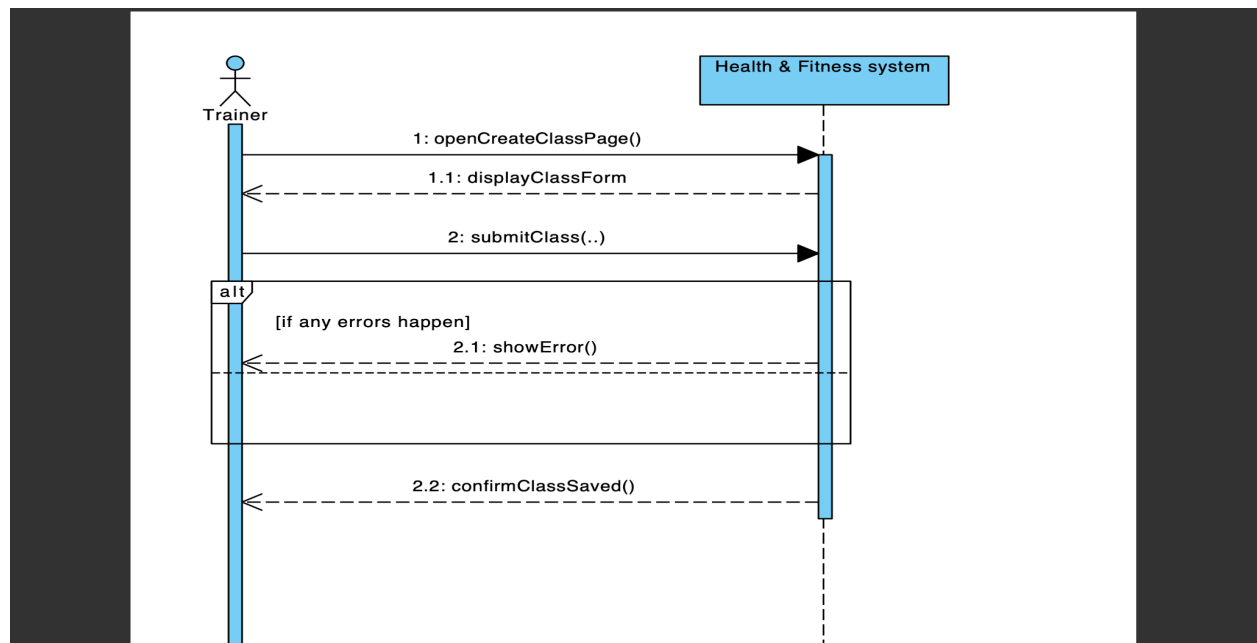 Health & Fitness system
Trainer
1: openCreateClassPage()
1.1: displayClassForm
2: submitClass(..)
alt
[if any errors happen]
2.1: showError()
2.2: confirmClassSaved()